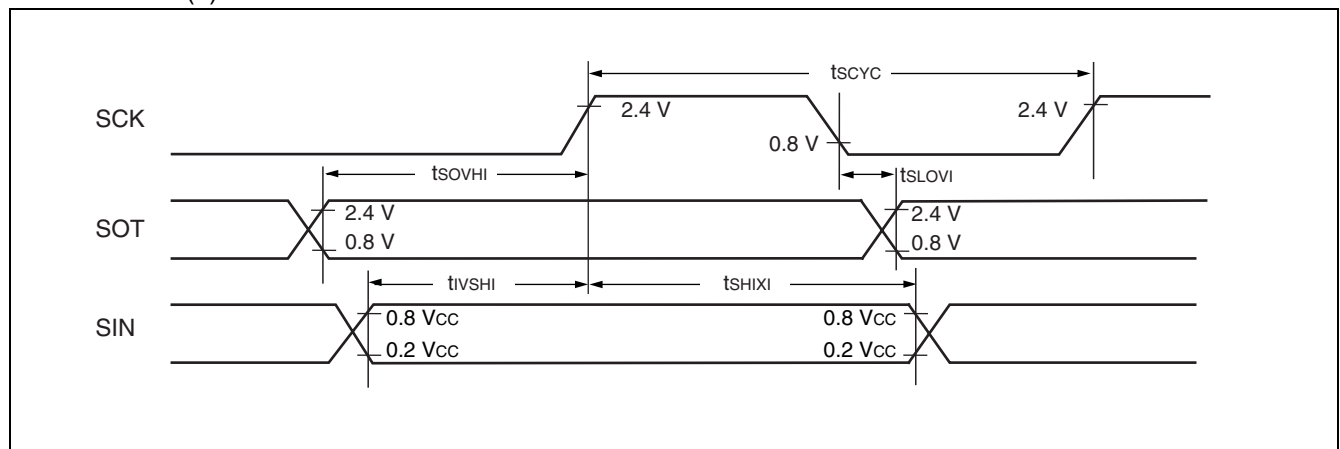 tSCYC
SCK
2.4 V
2.4 V
0.8 V
tSOVHI
tSLOVI
SOT
2.4 V
2.4 V
0.8 V
0.8 V
tIVSHI
tSHIXI
SIN
0.8 VCC
0.8 VCC
0.2 VCC
0.2 VCC